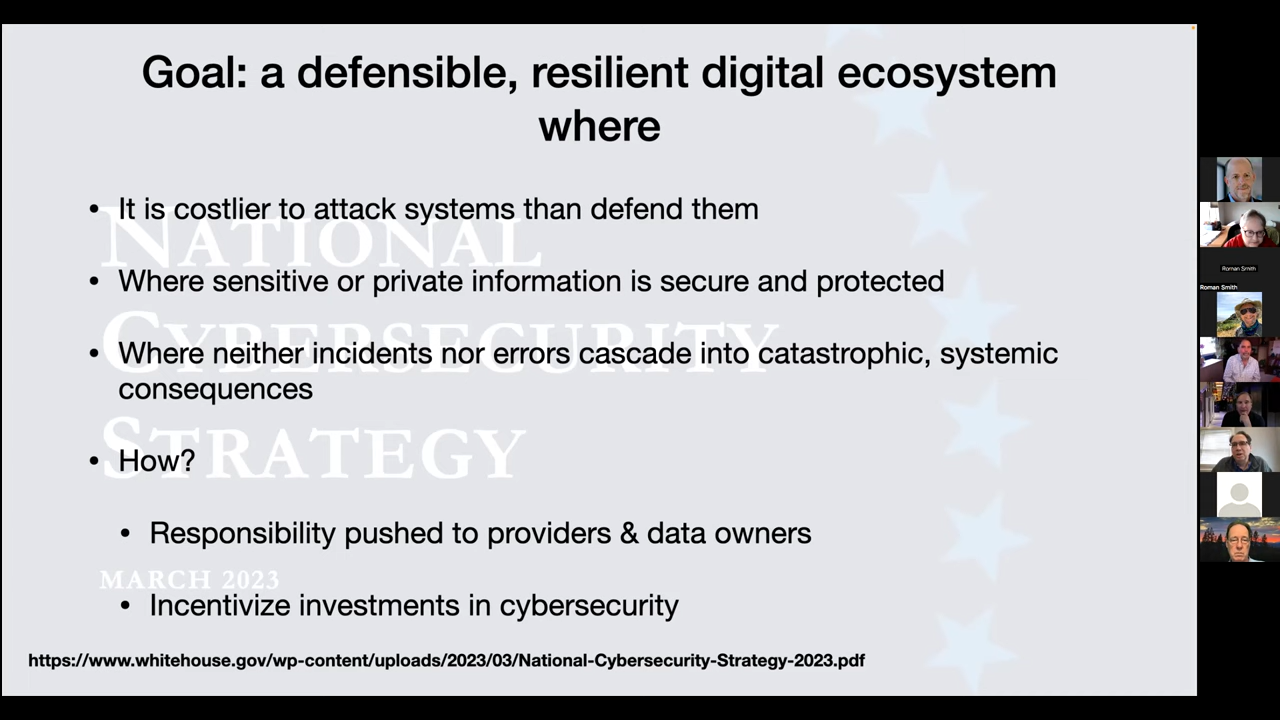 Goal: a defensible, resilient digital ecosystem
where
• It is costlier to attack systems than defend them
• Where sensitive or private information is secure and protected
• Where neither incidents nor errors cascade into catastrophic, systemic
consequences
• How?
• Responsibility pushed to providers & data owners
• Incentivize investments in cybersecurity
https://www.whitehouse.gov/wp-content/uploads/2023/03/National-Cybersecurity-Strategy-2023.pdf
NATIONAL
CYBERSECURITY
STRATEGY
MARCH 2023
Roman Smith
Roman Smith